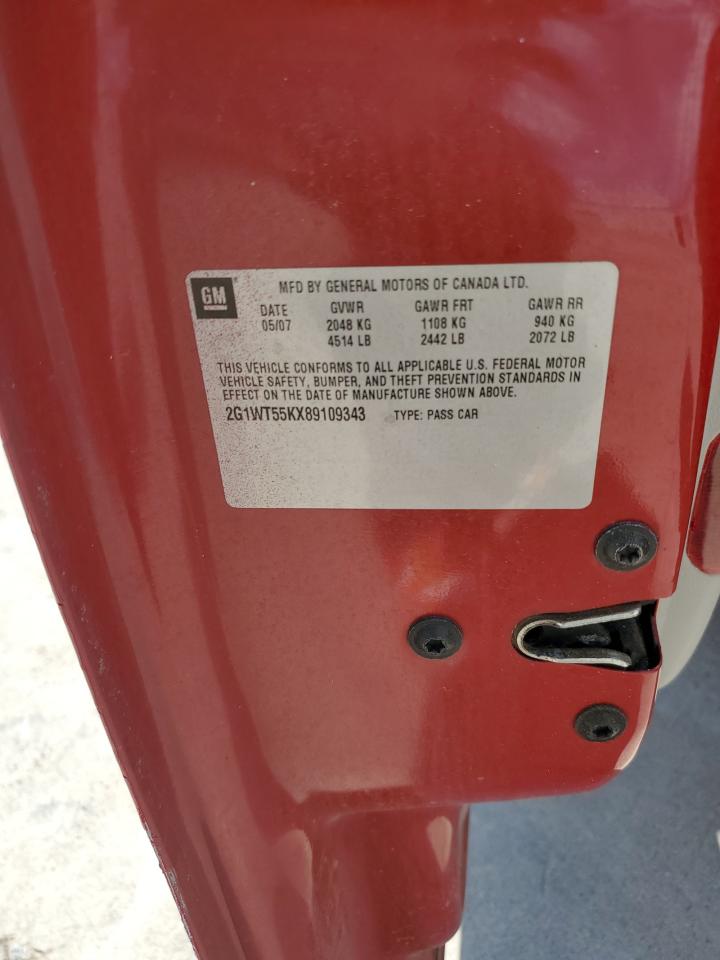 GM
MFD BY GENERAL MOTORS OF CANADA LTD.
DATE GVWR GAWR FRT GAWR RR
05/07 2048 KG 1108 KG 940 KG
4514 LB 2442 LB 2072 LB
THIS VEHICLE CONFORMS TO ALL APPLICABLE U.S. FEDERAL MOTOR
VEHICLE SAFETY, BUMPER, AND THEFT PREVENTION STANDARDS IN
EFFECT ON THE DATE OF MANUFACTURE SHOWN ABOVE.
2G1WT55KX89109343 TYPE: PASS CAR